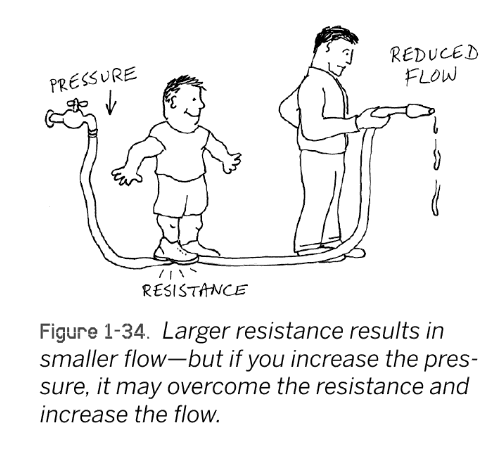 PRESSURE
REDUCED
FLOW
RESISTANCE
Figure 1-34. Larger resistance results in
smaller flow—but if you increase the pres-
sure, it may overcome the resistance and
increase the flow.